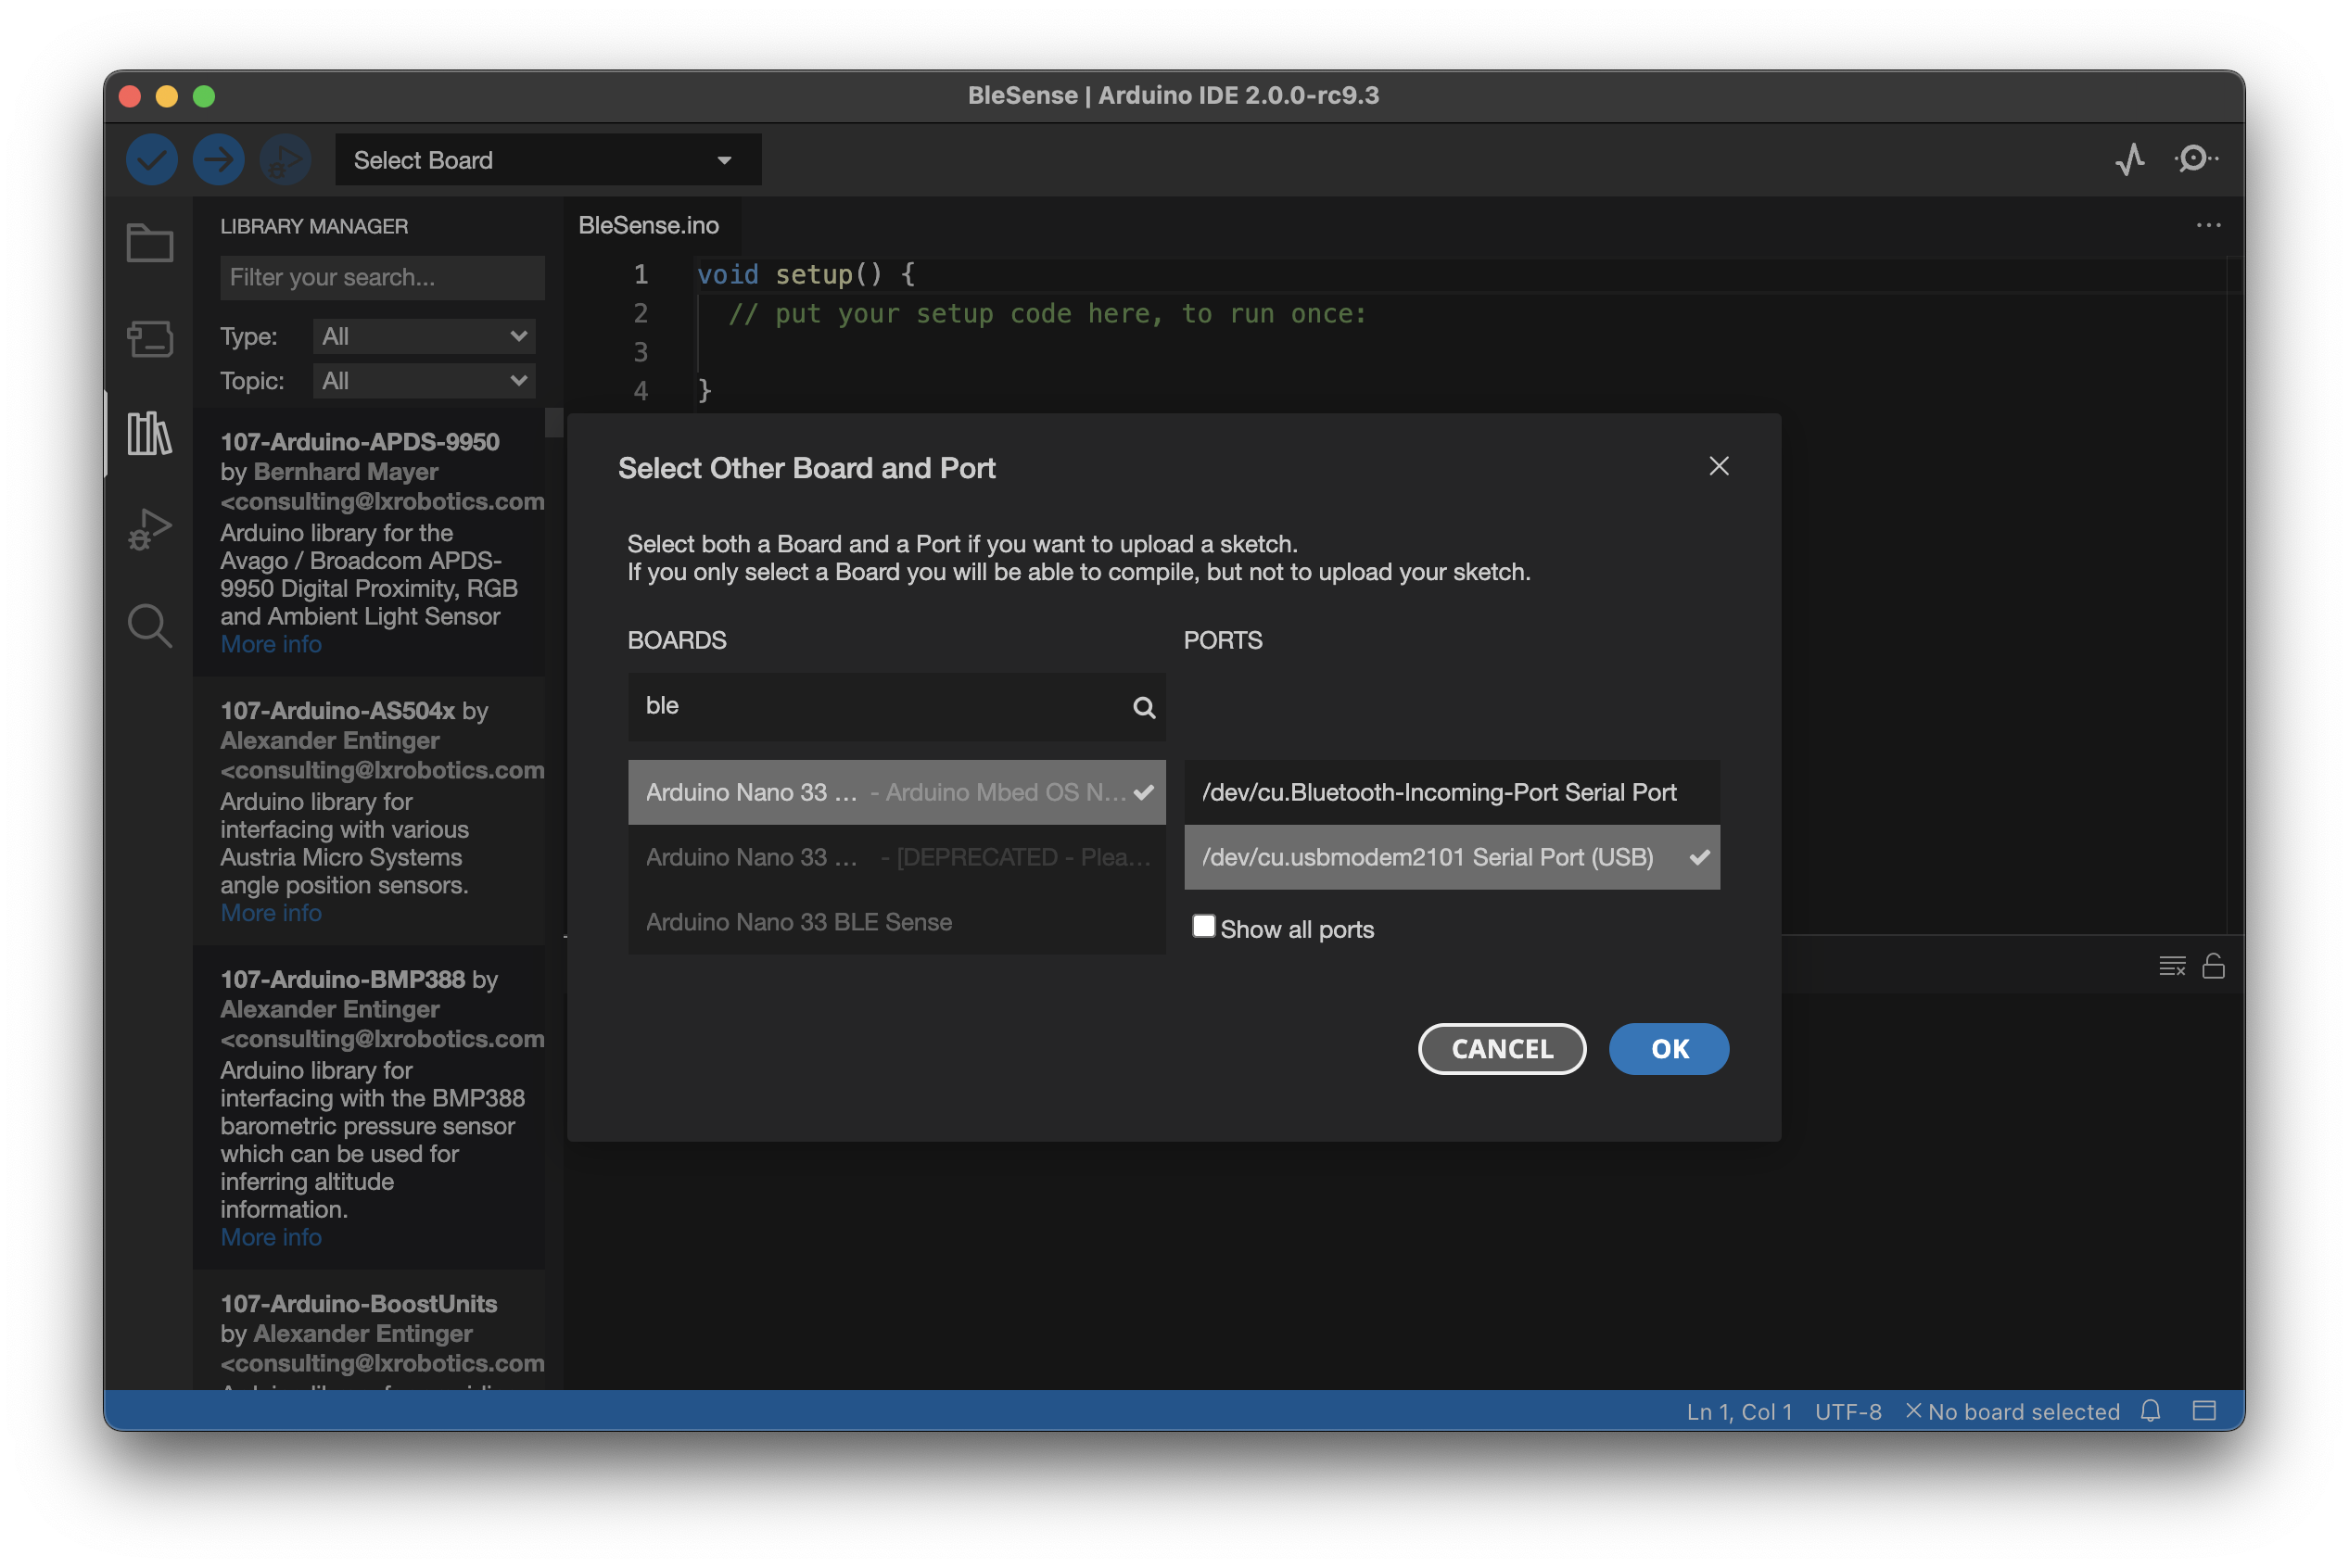 BleSense | Arduino IDE 2.0.0-rc9.3
Select Board
LIBRARY MANAGER
Filter your search...
Type: All
Topic: All
107-Arduino-APDS-9950
by Bernhard Mayer
<consulting@lxrobotics.com
Arduino library for the
Avago / Broadcom APDS-
9950 Digital Proximity, RGB
and Ambient Light Sensor
More info
107-Arduino-AS504x by
Alexander Entinger
<consulting@lxrobotics.com
Arduino library for
interfacing with various
Austria Micro Systems
angle position sensors.
More info
107-Arduino-BMP388 by
Alexander Entinger
<consulting@lxrobotics.com
Arduino library for
interfacing with the BMP388
barometric pressure sensor
which can be used for
inferring altitude
information.
More info
107-Arduino-BoostUnits
by Alexander Entinger
<consulting@lxrobotics.com
BleSense.ino
1 void setup() {
2 // put your setup code here, to run once:
3
4 }
Select Other Board and Port
Select both a Board and a Port if you want to upload a sketch.
If you only select a Board you will be able to compile, but not to upload your sketch.
BOARDS
ble
Arduino Nano 33 ... - Arduino Mbed OS N...
Arduino Nano 33 ... - [DEPRECATED - Plea...
Arduino Nano 33 BLE Sense
PORTS
/dev/cu.Bluetooth-Incoming-Port Serial Port
/dev/cu.usbmodem2101 Serial Port (USB)
Show all ports
CANCEL
OK
Ln 1, Col 1 UTF-8 No board selected